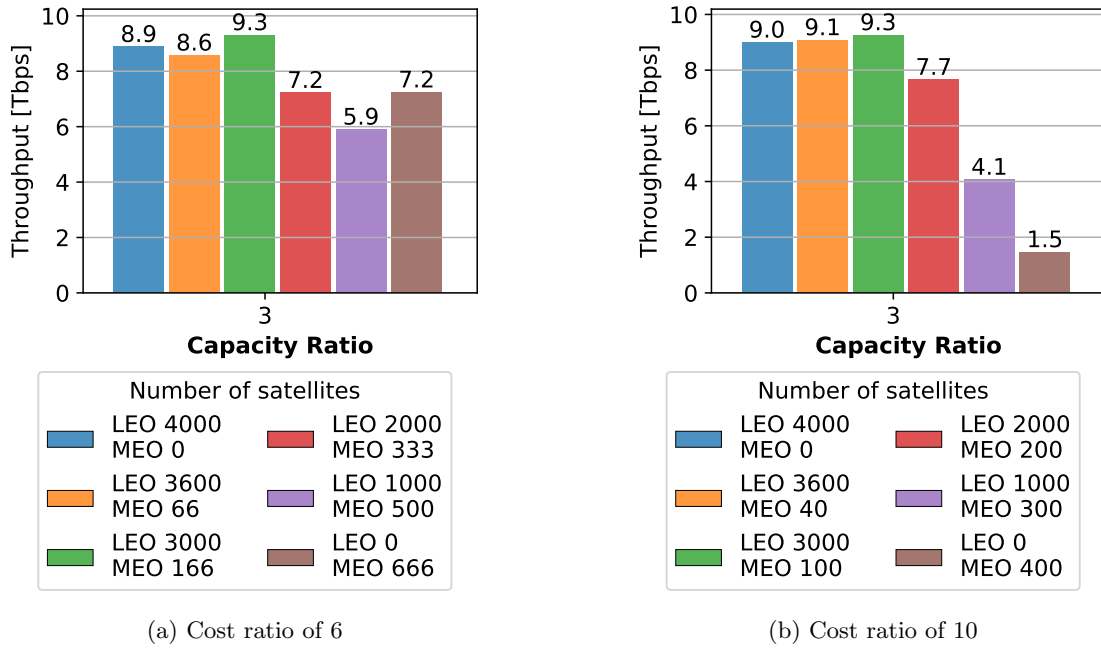 Throughput [Tbps]
10
8
6
4
2
0
8.9
8.6
9.3
7.2
5.9
7.2
3
Capacity Ratio
Number of satellites
LEO 4000
MEO 0
LEO 3600
MEO 66
LEO 3000
MEO 166
LEO 2000
MEO 333
LEO 1000
MEO 500
LEO 0
MEO 666
(a) Cost ratio of 6
Throughput [Tbps]
10
8
6
4
2
0
9.0
9.1
9.3
7.7
4.1
1.5
3
Capacity Ratio
Number of satellites
LEO 4000
MEO 0
LEO 3600
MEO 40
LEO 3000
MEO 100
LEO 2000
MEO 200
LEO 1000
MEO 300
LEO 0
MEO 400
(b) Cost ratio of 10